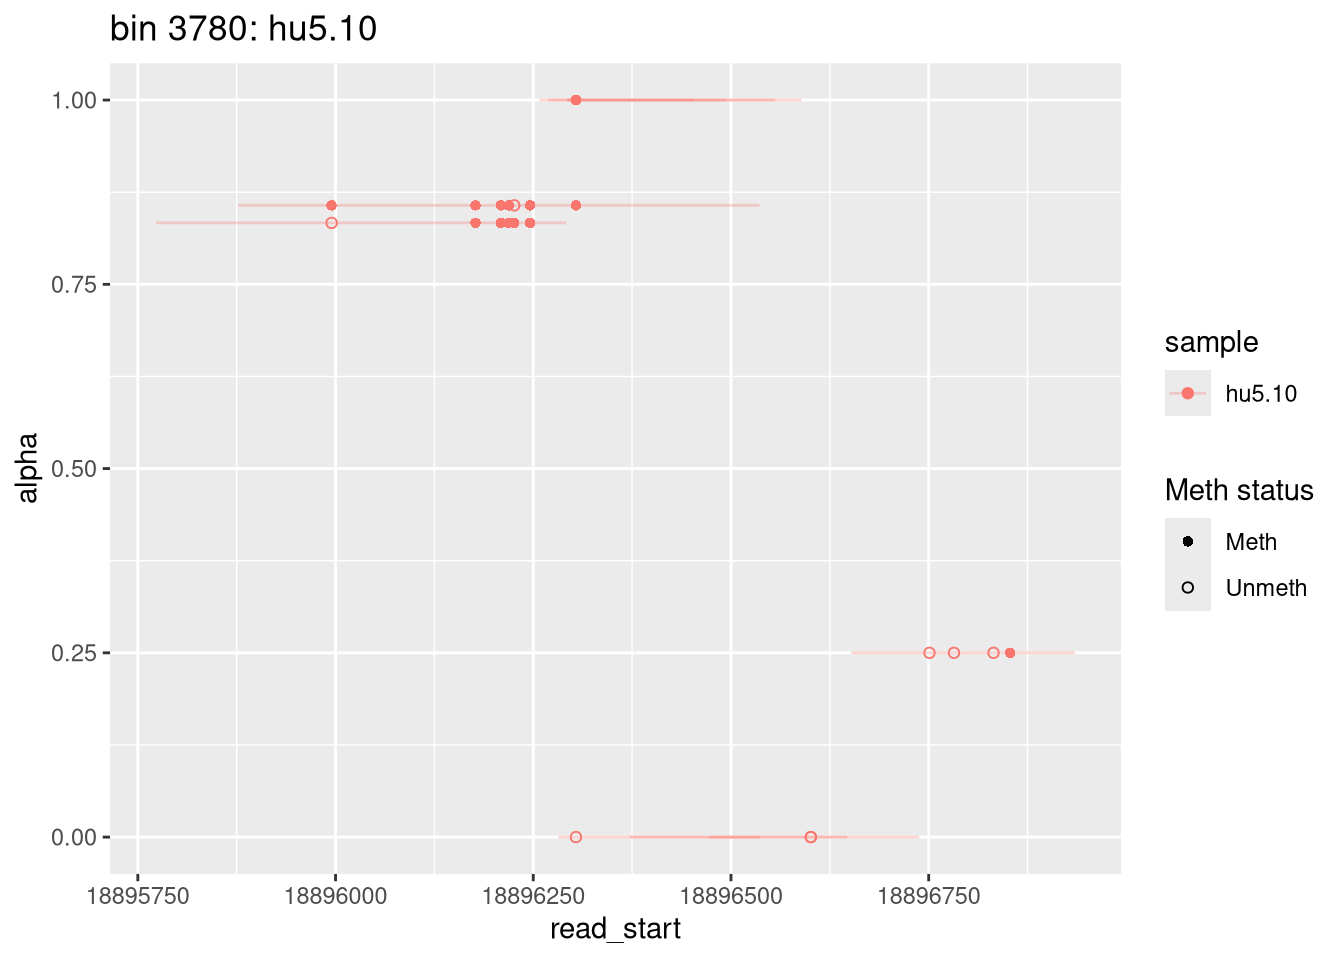 bin 3780: hu5.10
1.00
0.75
0.50
0.25
0.00
alpha
18895750 18896000 18896250 18896500 18896750
read_start
sample
hu5.10
Meth status
Meth
Unmeth